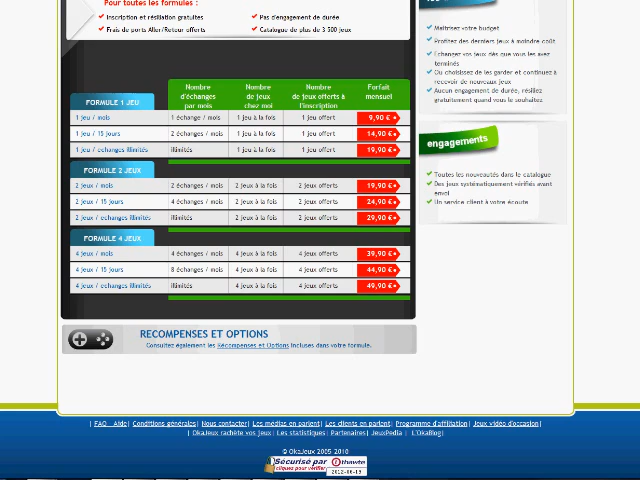 Pour toutes les formules :
Inscription et résiliation gratuites
Pas d'engagement de durée
Frais de ports Aller/Retour offerts
Catalogue de plus de 3 500 jeux
Nombre d'échanges par mois
Nombre de jeux chez moi
Nombre de jeux offerts à l'inscription
Forfait mensuel
FORMULE 1 JEU
1 jeu / mois 1 échange / mois 1 jeu à la fois 1 jeu offert 9,90 €
1 jeu / 15 jours 2 échanges / mois 1 jeu à la fois 1 jeu offert 14,90 €
1 jeu / échanges illimités illimités 1 jeu à la fois 1 jeu offert 19,90 €
FORMULE 2 JEUX
2 jeux / mois 2 échanges / mois 2 jeux à la fois 2 jeux offerts 19,90 €
2 jeux / 15 jours 4 échanges / mois 2 jeux à la fois 2 jeux offerts 24,90 €
2 jeux / echanges illimités illimités 2 jeux à la fois 2 jeux offerts 29,90 €
FORMULE 4 JEUX
4 jeux / mois 4 échanges / mois 4 jeux à la fois 4 jeux offerts 39,90 €
4 jeux / 15 jours 8 échanges / mois 4 jeux à la fois 4 jeux offerts 44,90 €
4 jeux / echanges illimités illimités 4 jeux à la fois 4 jeux offerts 49,90 €
RECOMPENSES ET OPTIONS
Consultez également les Récompenses et Options incluses dans votre formule.
Maitrisez votre budget
Profitez des derniers jeux à moindre coût
Echangez vos jeux dès que vous les avez
terminés
Ou choisissez de les garder et continuez à
recevoir de nouveaux jeux
Aucun engagement de durée, résiliez
gratuitement quand vous le souhaitez
engagements
Toutes les nouveautés dans le catalogue
Des jeux systématiquement vérifiés avant
envoi
Un service client à votre écoute
| FAQ - Aide| Conditions générales| Nous contacter| Les médias en parlent| Les clients en parlent| Programme d'affiliation| Jeux vidéo d'occasion|
| OkaJeux rachète vos jeux| Les statistiques| Partenaires| JeuxPedia | L'OkaBlog|
© OkaJeux 2005-2010
Sécurisé par thawte
cliquez pour vérifier
2012-06-13